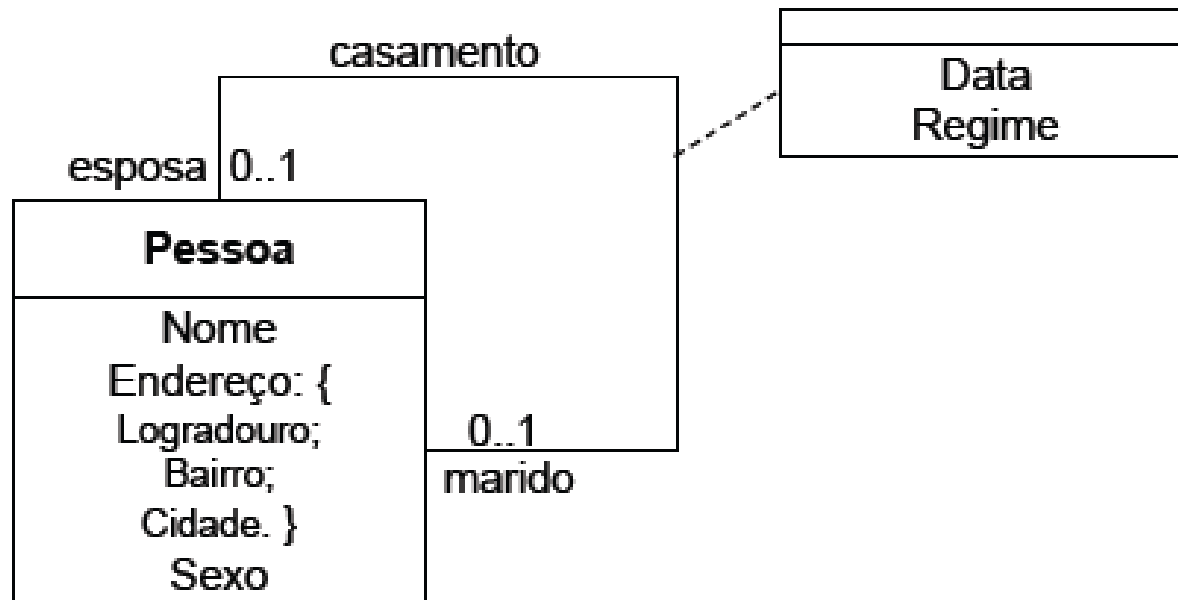 casamento
Data
Regime
esposa 0..1
Pessoa
Nome
Endereço: {
Logradouro;
Bairro;
Cidade. }
Sexo
0..1
marido